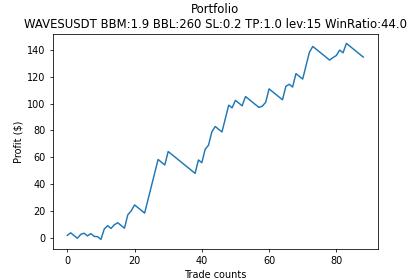 Portfolio
WAVESUSDT BBM:1.9 BBL:260 SL:0.2 TP:1.0 lev:15 WinRatio:44.0
140
120
100
80
60
40
20
0
Profit ($)
0 20 40 60 80
Trade counts